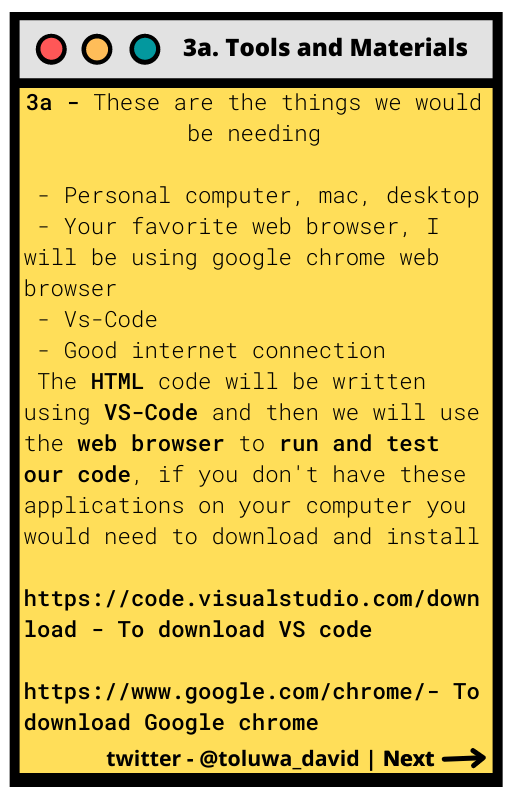 3a. Tools and Materials
3a - These are the things we would
be needing
- Personal computer, mac, desktop
- Your favorite web browser, I
will be using google chrome web
browser
- Vs-Code
- Good internet connection
The HTML code will be written
using VS-Code and then we will use
the web browser to run and test
our code, if you don't have these
applications on your computer you
would need to download and install
https://code.visualstudio.com/down
load - To download VS code
https://www.google.com/chrome/- To
download Google chrome
twitter - @toluwa_david | Next